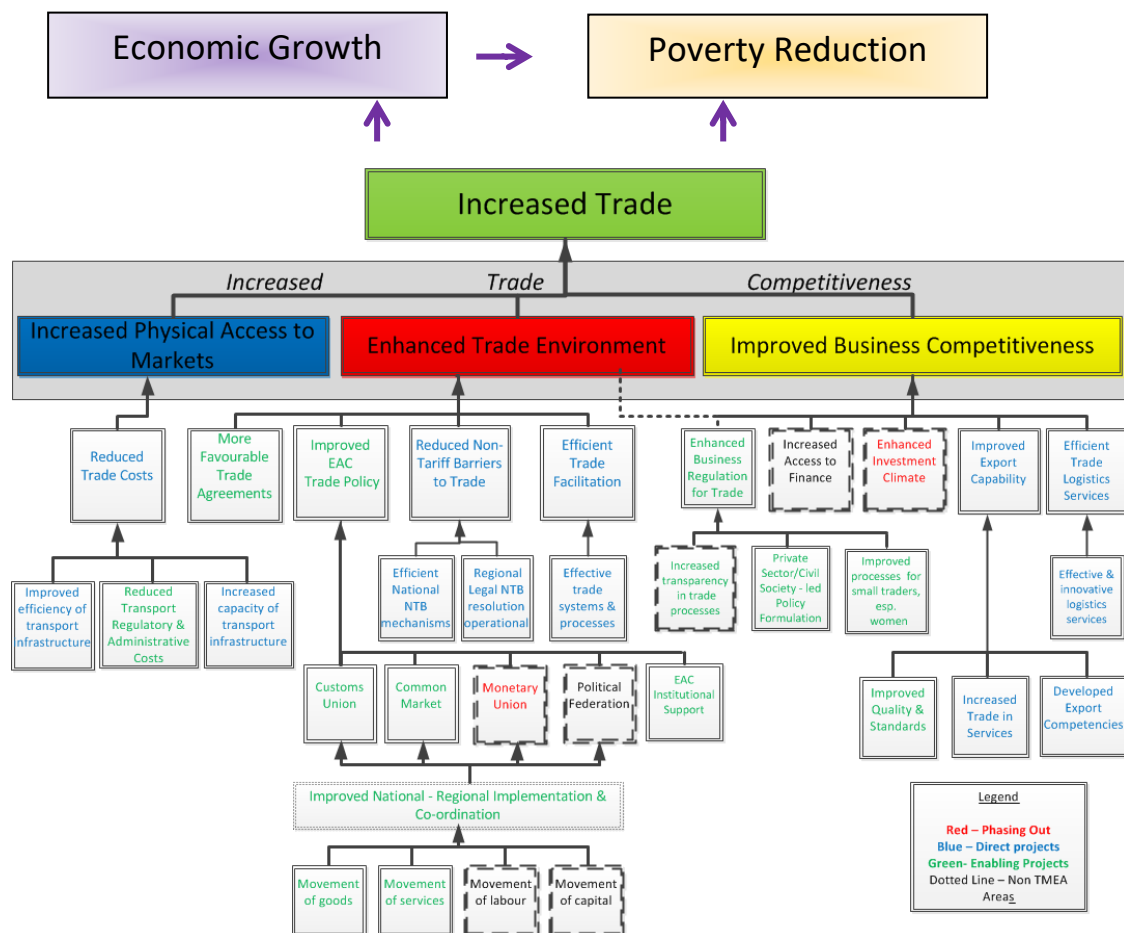 Economic Growth
Poverty Reduction
Increased Trade
Increased Trade Competitiveness
Increased Physical Access to
Markets
Enhanced Trade Environment
Improved Business Competitiveness
Reduced
Trade Costs
More
Favourable
Trade
Agreements
Improved
EAC
Trade Policy
Reduced Non-
Tariff Barriers
to Trade
Efficient
Trade
Facilitation
Enhanced
Business
Regulation
for Trade
Increased
Access to
Finance
Enhanced
Investment
Climate
Improved
Export
Capability
Efficient
Trade
Logistics
Services
Improved
efficiency of
transport
nfrastructure
Reduced
Transport
Regulatory &
Administrative
Costs
Increased
capacity of
transport
infrastructure
Efficient
National
NTB
mechanisms
Regional
Legal NTB
resolution
operational
Effective
trade
systems &
processes
Increased
transparency
in trade
processes
Private
Sector/Civil
Society - led
Policy
Formulation
Improved
processes for
small traders,
esp.
women
Effective &
innovative
logistics
services
Customs
Union
Common
Market
Monetary
Union
Political
Federation
EAC
Institutional
Support
Improved
Quality &
Standards
Increased
Trade in
Services
Developed
Export
Competencies
Improved National - Regional Implementation &
Co-ordination
Movement
of goods
Movement
of services
Movement
of labour
Movement
of capital
Legend
Red – Phasing Out
Blue – Direct projects
Green- Enabling Projects
Dotted Line – Non TMEA
Areas